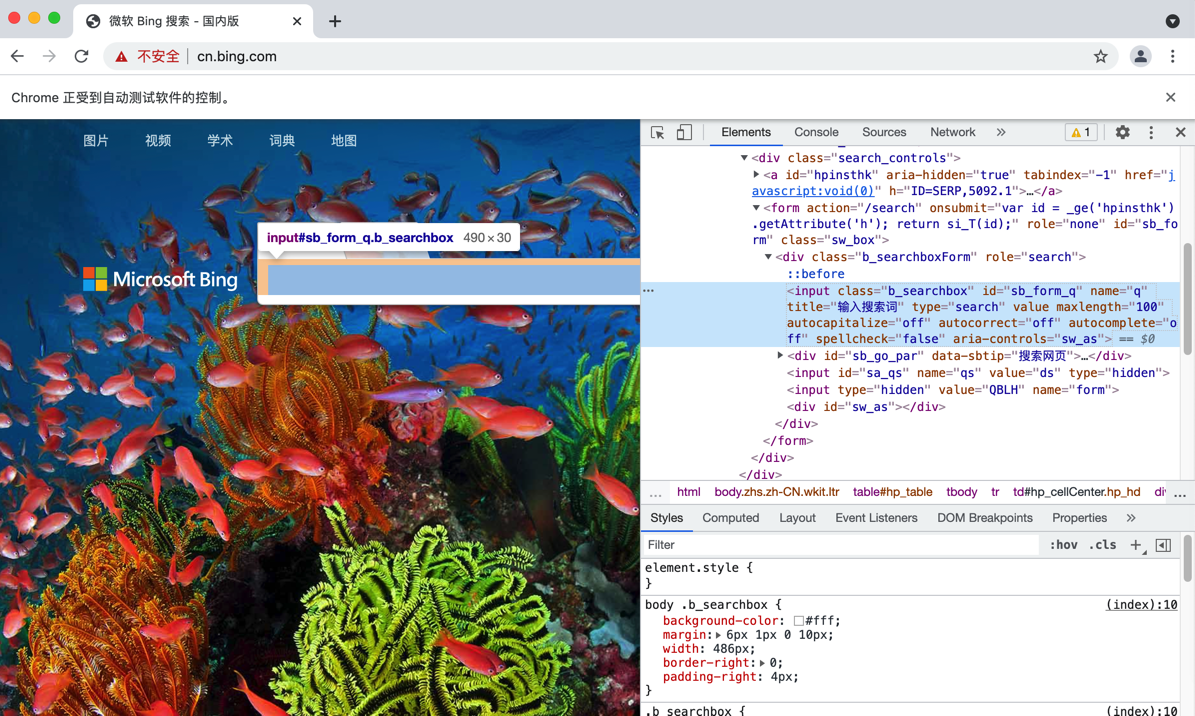 微软 Bing 搜索 - 国内版
不安全 cn.bing.com
Chrome 正受到自动测试软件的控制。
图片 视频 学术 词典 地图
input#sb_form_q.b_searchbox 490 × 30
Microsoft Bing
Elements Console Sources Network » 1
<div class="search_controls">
<a id="hpinsthk" aria-hidden="true" tabindex="-1" href="j
avascript:void(0)" h="ID=SERP,5092.1">…</a>
<form action="/search" onsubmit="var id = _ge('hpinsthk')
.getAttribute('h'); return si_T(id);" role="none" id="sb_fo
rm" class="sw_box">
<div class="b_searchboxForm" role="search">
::before
<input class="b_searchbox" id="sb_form_q" name="q"
title="输入搜索词" type="search" value maxlength="100"
autocapitalize="off" autocorrect="off" autocomplete="o
ff" spellcheck="false" aria-controls="sw_as"> == $0
<div id="sb_go_par" data-sbtip="搜索网页">…</div>
<input id="sa_qs" name="qs" value="ds" type="hidden">
<input type="hidden" value="QBLH" name="form">
<div id="sw_as"></div>
</div>
</form>
</div>
</div>
... html body.zhs.zh-CN.wkit.ltr table#hp_table tbody tr td#hp_cellCenter.hp_hd div ...
Styles Computed Layout Event Listeners DOM Breakpoints Properties »
Filter :hov .cls +
element.style {
}
body .b_searchbox { (index):10
background-color: #fff;
margin: 6px 1px 0 10px;
width: 486px;
border-right: 0;
padding-right: 4px;
}
.b_searchbox { (index):10